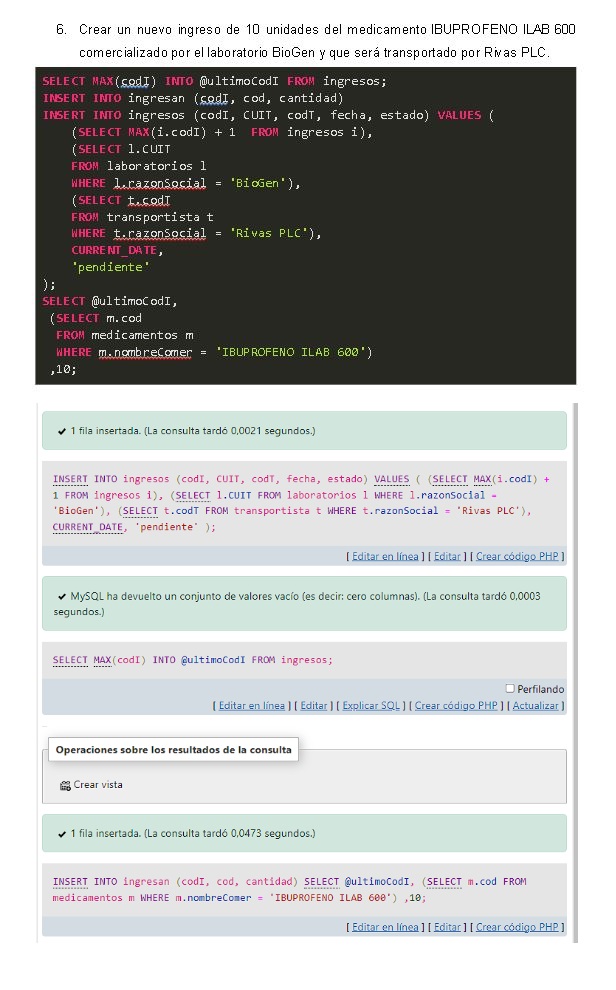 6. Crear un nuevo ingreso de 10 unidades del medicamento IBUPROFENO ILAB 600
comercializado por el laboratorio BioGen y que será transportado por Rivas PLC.
SELECT MAX(codI) INTO @ultimoCodI FROM ingresos;
INSERT INTO ingresan (codI, cod, cantidad)
INSERT INTO ingresos (codI, CUIT, codT, fecha, estado) VALUES (
(SELECT MAX(i.codI) + 1 FROM ingresos i),
(SELECT l.CUIT
FROM laboratorios l
WHERE l.razonSocial = 'BioGen'),
(SELECT t.codT
FROM transportista t
WHERE t.razonSocial = 'Rivas PLC'),
CURRENT_DATE,
'pendiente'
);
SELECT @ultimoCodI,
(SELECT m.cod
FROM medicamentos m
WHERE m.nombreComer = 'IBUPROFENO ILAB 600')
,10;
1 fila insertada. (La consulta tardó 0,0021 segundos.)
INSERT INTO ingresos (codI, CUIT, codT, fecha, estado) VALUES ( (SELECT MAX(i.codI) +
1 FROM ingresos i), (SELECT l.CUIT FROM laboratorios l WHERE l.razonSocial =
'BioGen'), (SELECT t.codT FROM transportista t WHERE t.razonSocial = 'Rivas PLC'),
CURRENT_DATE, 'pendiente' );
[ Editar en línea ] [ Editar ] [ Crear código PHP ]
MySQL ha devuelto un conjunto de valores vacío (es decir: cero columnas). (La consulta tardó 0,0003
segundos.)
SELECT MAX(codI) INTO @ultimoCodI FROM ingresos;
Perfilando
[ Editar en línea ] [ Editar ] [ Explicar SQL ] [ Crear código PHP ] [ Actualizar ]
Operaciones sobre los resultados de la consulta
Crear vista
1 fila insertada. (La consulta tardó 0,0473 segundos.)
INSERT INTO ingresan (codI, cod, cantidad) SELECT @ultimoCodI, (SELECT m.cod FROM
medicamentos m WHERE m.nombreComer = 'IBUPROFENO ILAB 600') ,10;
[ Editar en línea ] [ Editar ] [ Crear código PHP ]